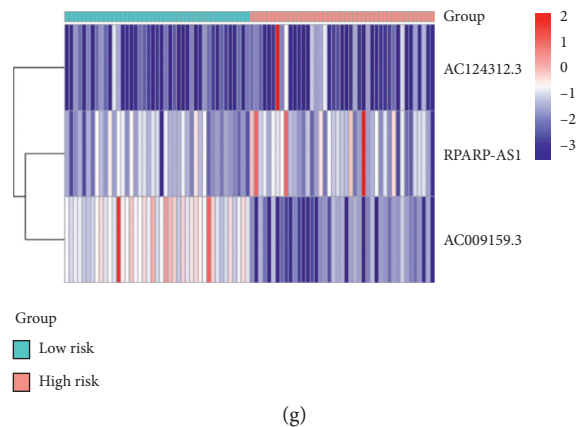 Group
AC124312.3
RPARP-AS1
AC009159.3
2
1
0
−1
−2
−3
Group
Low risk
High risk
(g)